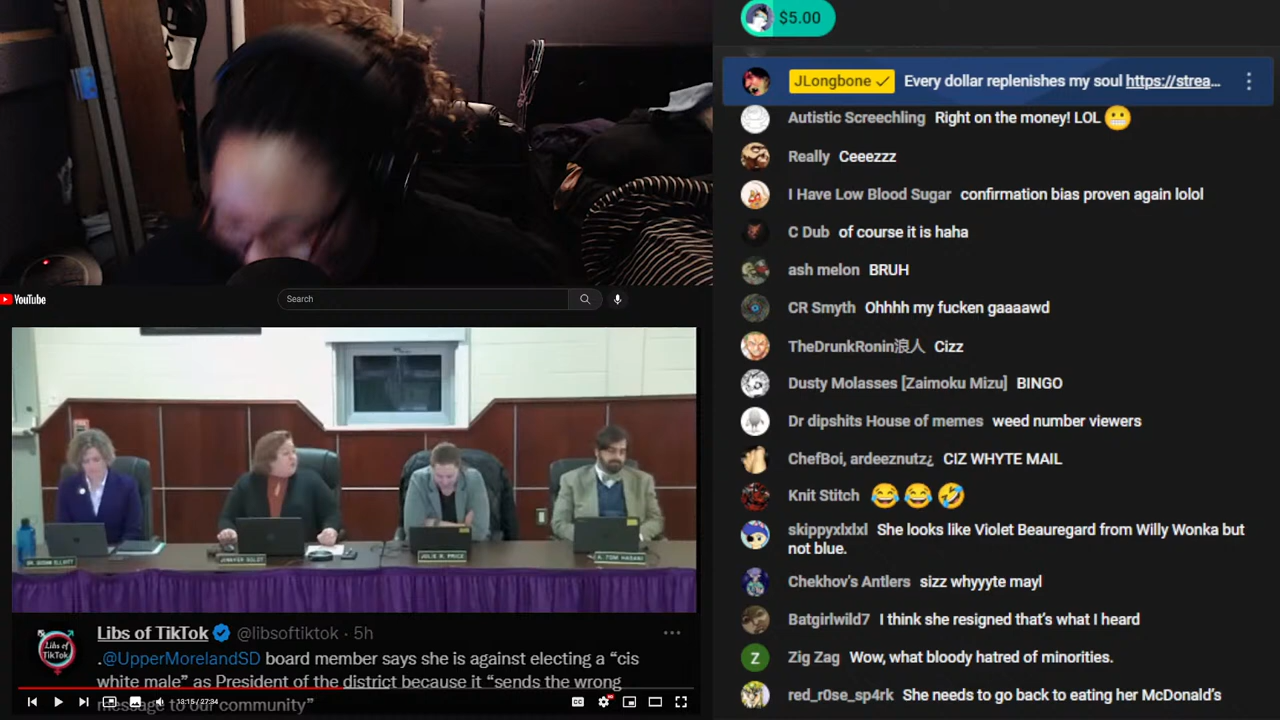 $5.00
JLongbone Every dollar replenishes my soul https://strea...
Autistic Screechling Right on the money! LOL 😬
Really Ceeezzz
I Have Low Blood Sugar confirmation bias proven again lolol
C Dub of course it is haha
ash melon BRUH
CR Smyth Ohhhh my fucken gaaaawd
TheDrunkRonin浪人 Cizz
Dusty Molasses [Zaimoku Mizu] BINGO
Dr dipshits House of memes weed number viewers
ChefBoi, ardeeznutz¿ CIZ WHYTE MAIL
Knit Stitch 😂😂🤣
skippyxlxlxl She looks like Violet Beauregard from Willy Wonka but
not blue.
Chekhov's Antlers sizz whyyyte mayl
Batgirlwild7 I think she resigned that's what I heard
Z
Zig Zag Wow, what bloody hatred of minorities.
red_r0se_sp4rk She needs to go back to eating her McDonald's
YouTube
Search
Libs of TikTok @libsoftiktok · 5h
Libs of
TikTok
.@UpperMorelandSD board member says she is against electing a “cis
white male” as President of the district because it “sends the wrong
message to our community”
13:15 / 27:34
CC